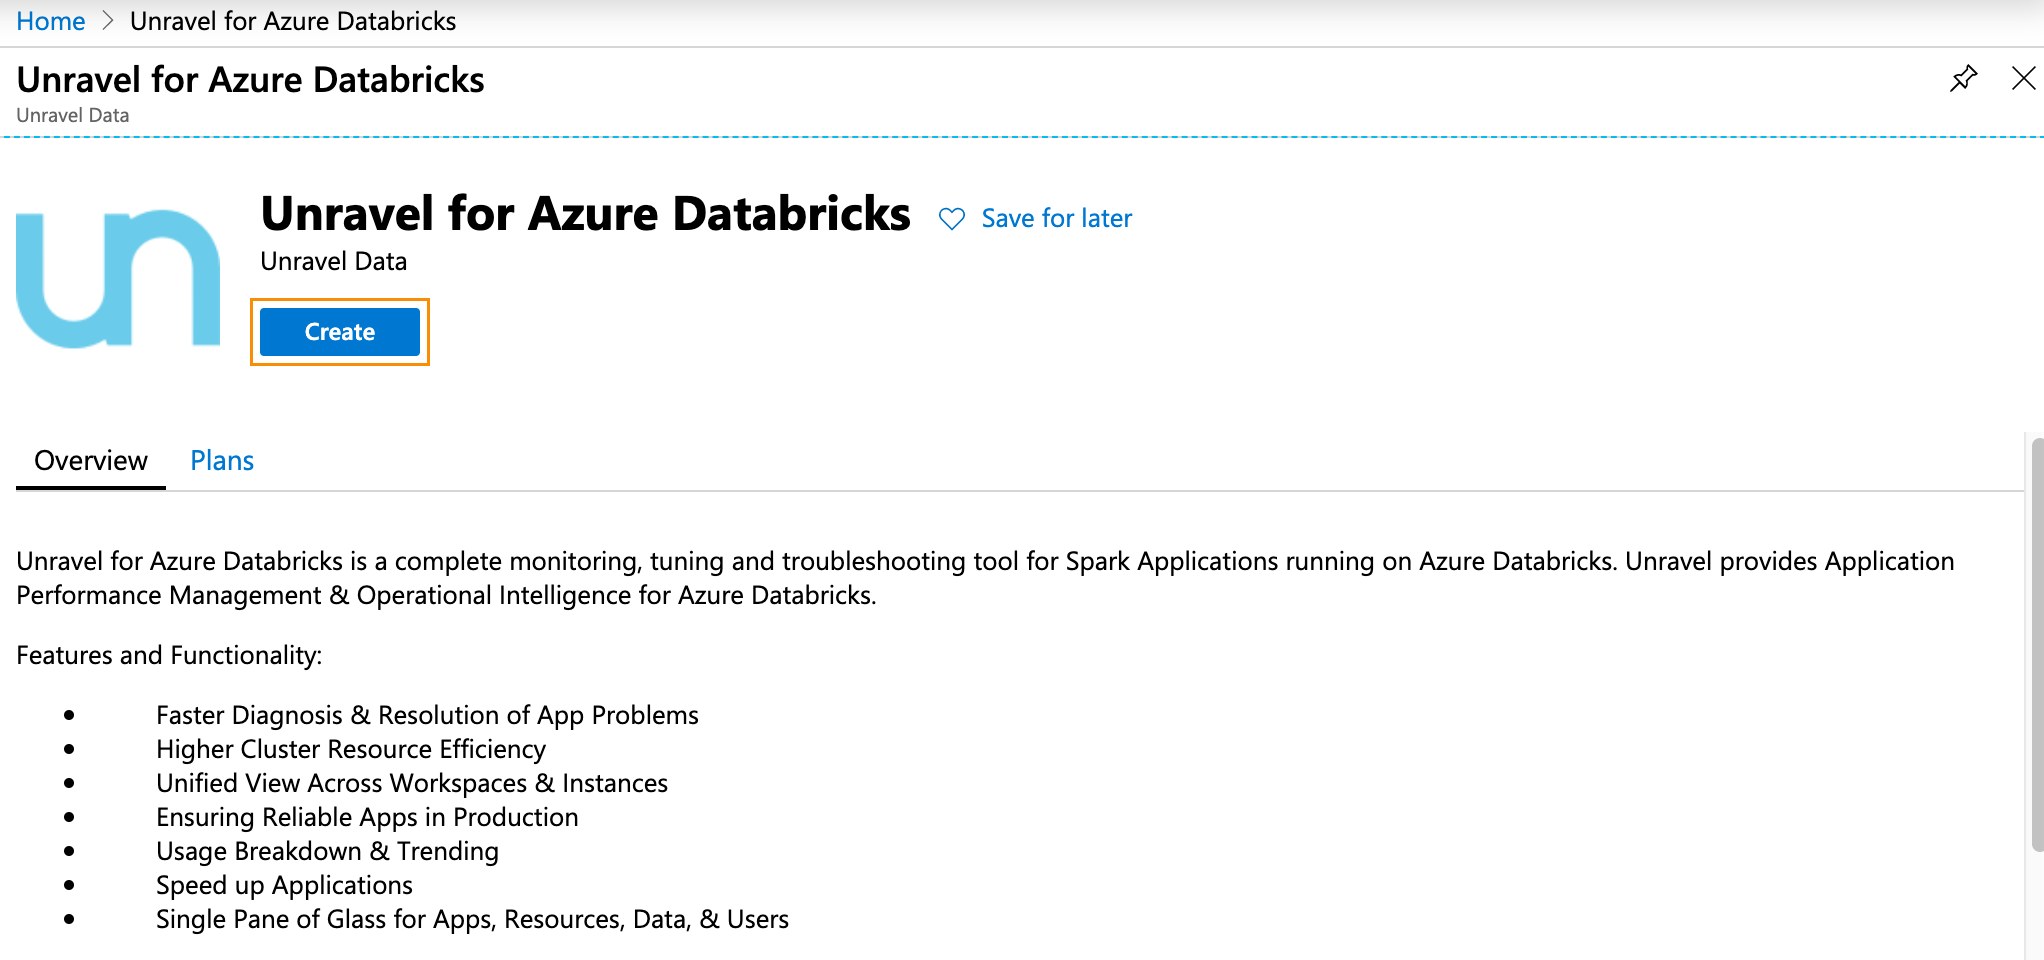 Home > Unravel for Azure Databricks
Unravel for Azure Databricks
Unravel Data
un
Unravel for Azure Databricks Save for later
Unravel Data
Create
Overview Plans
Unravel for Azure Databricks is a complete monitoring, tuning and troubleshooting tool for Spark Applications running on Azure Databricks. Unravel provides Application
Performance Management & Operational Intelligence for Azure Databricks.
Features and Functionality:
• Faster Diagnosis & Resolution of App Problems
• Higher Cluster Resource Efficiency
• Unified View Across Workspaces & Instances
• Ensuring Reliable Apps in Production
• Usage Breakdown & Trending
• Speed up Applications
• Single Pane of Glass for Apps, Resources, Data, & Users